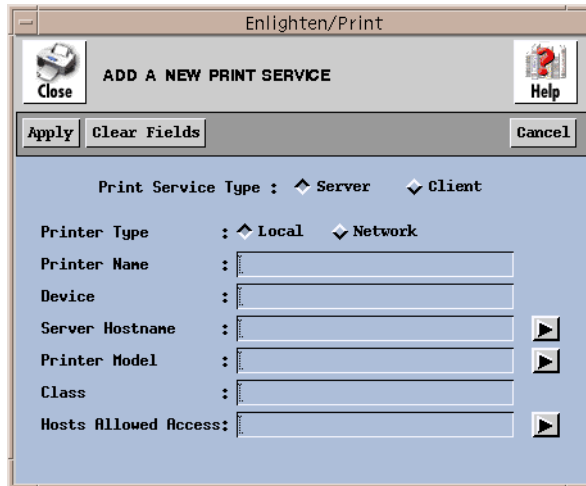 Enlighten/Print
Close
ADD A NEW PRINT SERVICE
Help
Apply Clear Fields Cancel
Print Service Type : Server Client
Printer Type : Local Network
Printer Name :
Device :
Server Hostname :
Printer Model :
Class :
Hosts Allowed Access: